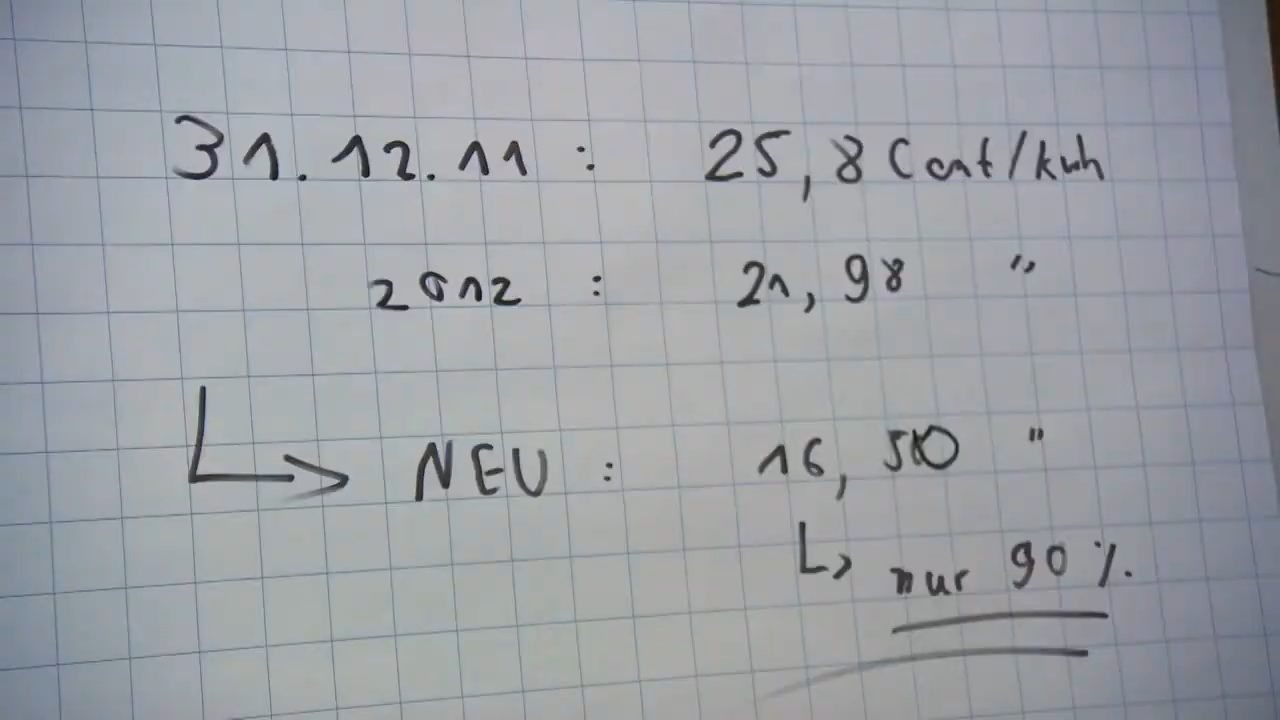 31.12.11 : 25,8 Cent/kWh
2012 : 21,98 "
NEU : 16,50 "
nur 90%.